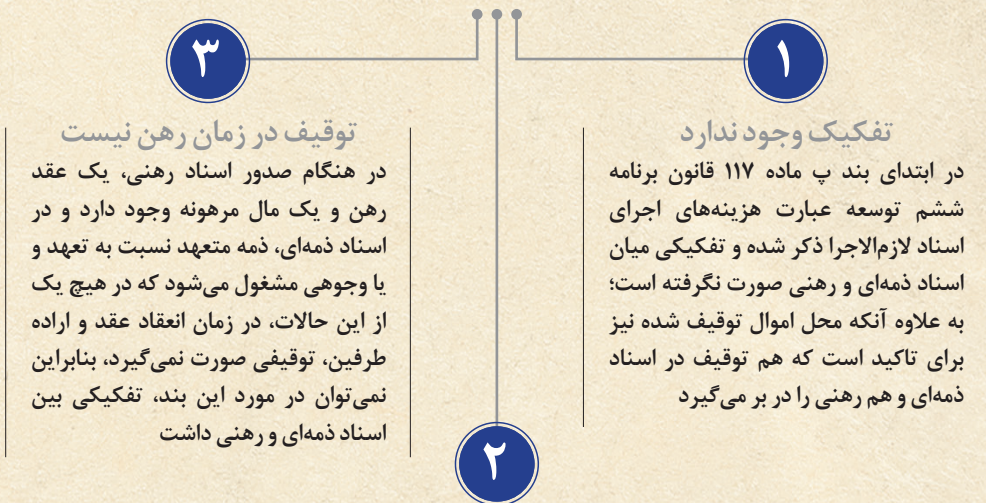 ۱
تفکیک وجود ندارد
در ابتدای بند پ ماده ۱۱۷ قانون برنامه
ششم توسعه عبارت هزینه‌های اجرای
اسناد لازم‌الاجرا ذکر شده و تفکیکی میان
اسناد ذمه‌ای و رهنی صورت نگرفته است؛
به علاوه آنکه محل اموال توقیف شده نیز
برای تاکید است که هم توقیف در اسناد
ذمه‌ای و هم رهنی را در بر می‌گیرد
۲
۳
توقیف در زمان رهن نیست
در هنگام صدور اسناد رهنی، یک عقد
رهن و یک مال مرهونه وجود دارد و در
اسناد ذمه‌ای، ذمه متعهد نسبت به تعهد و
یا وجوهی مشغول می‌شود که در هیچ یک
از این حالات، در زمان انعقاد عقد و اراده
طرفین، توقیفی صورت نمی‌گیرد، بنابراین
نمی‌توان در مورد این بند، تفکیکی بین
اسناد ذمه‌ای و رهنی داشت